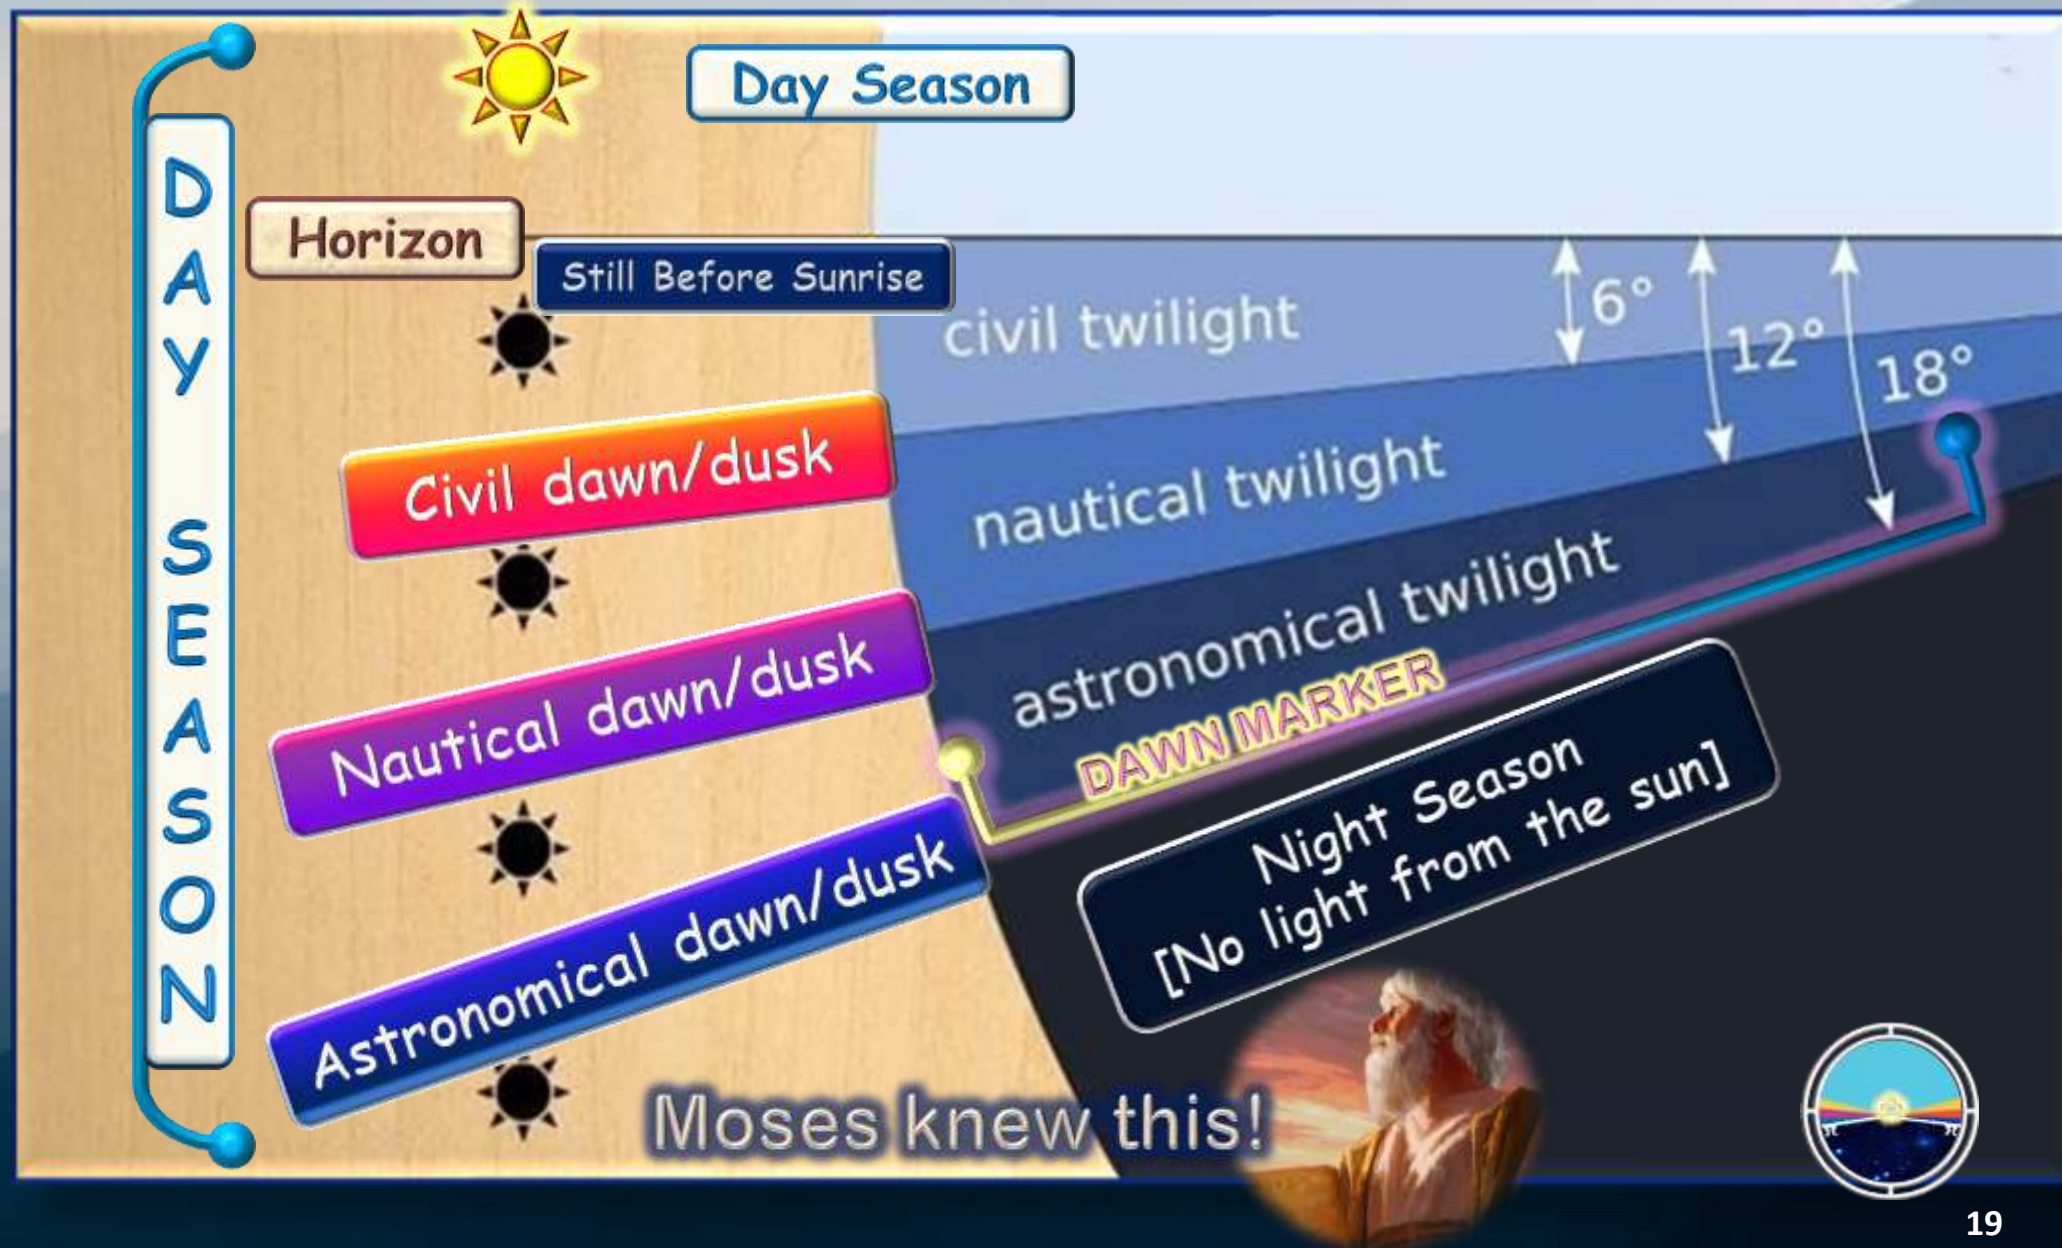 Day Season
DAY SEASON
Horizon
Still Before Sunrise
civil twilight
6°
12°
18°
Civil dawn/dusk
nautical twilight
Nautical dawn/dusk
astronomical twilight
DAWN MARKER
Astronomical dawn/dusk
Night Season
[No light from the sun]
Moses knew this!
19